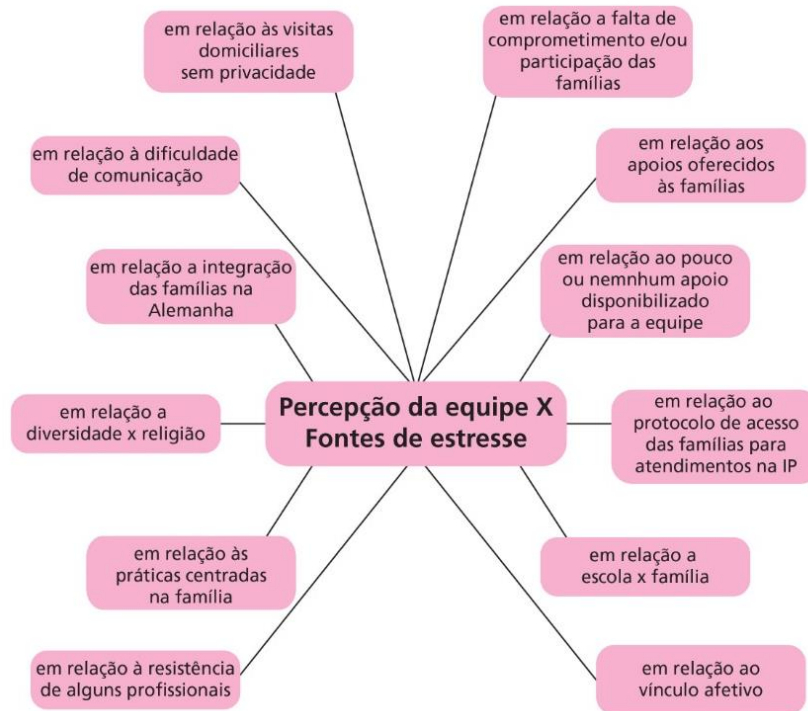 em relação às visitas
domiciliares
sem privacidade
em relação a falta de
comprometimento e/ou
participação das
famílias
em relação à dificuldade
de comunicação
em relação aos
apoios oferecidos
às famílias
em relação a integração
das famílias na
Alemanha
em relação ao pouco
ou nemnhum apoio
disponibilizado
para a equipe
em relação a
diversidade x religião
Percepção da equipe X
Fontes de estresse
em relação ao
protocolo de acesso
das famílias para
atendimentos na IP
em relação às
práticas centradas
na família
em relação a
escola x família
em relação à resistência
de alguns profissionais
em relação ao
vínculo afetivo